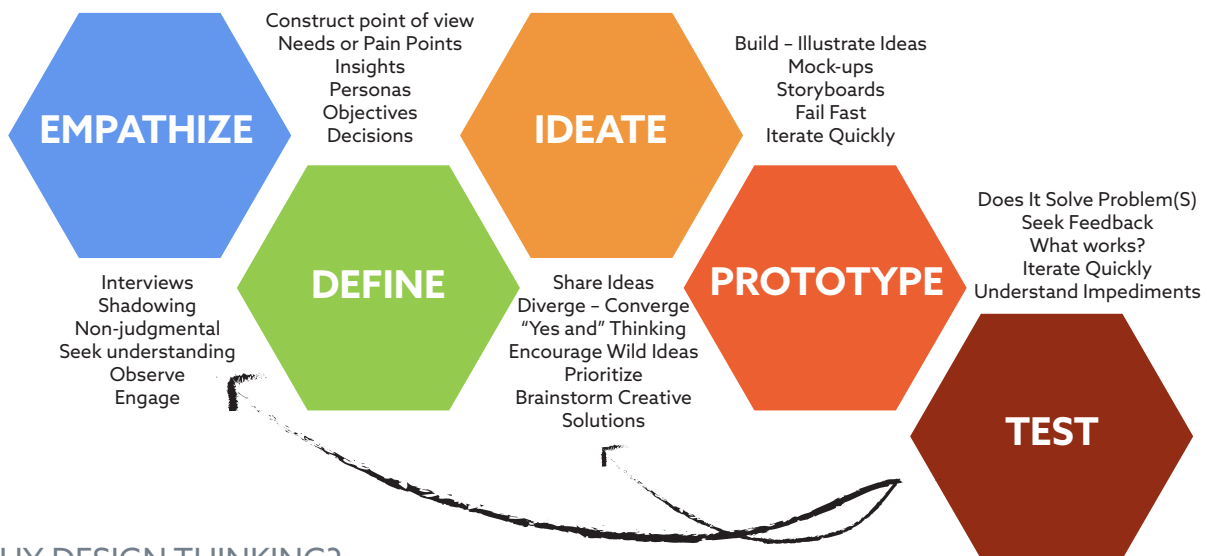 EMPATHIZE
Interviews
Shadowing
Non-judgmental
Seek understanding
Observe
Engage
Construct point of view
Needs or Pain Points
Insights
Personas
Objectives
Decisions
DEFINE
IDEATE
Share Ideas
Diverge – Converge
“Yes and” Thinking
Encourage Wild Ideas
Prioritize
Brainstorm Creative
Solutions
Build – Illustrate Ideas
Mock-ups
Storyboards
Fail Fast
Iterate Quickly
PROTOTYPE
Does It Solve Problem(S)
Seek Feedback
What works?
Iterate Quickly
Understand Impediments
TEST
DESIGN THINKING?